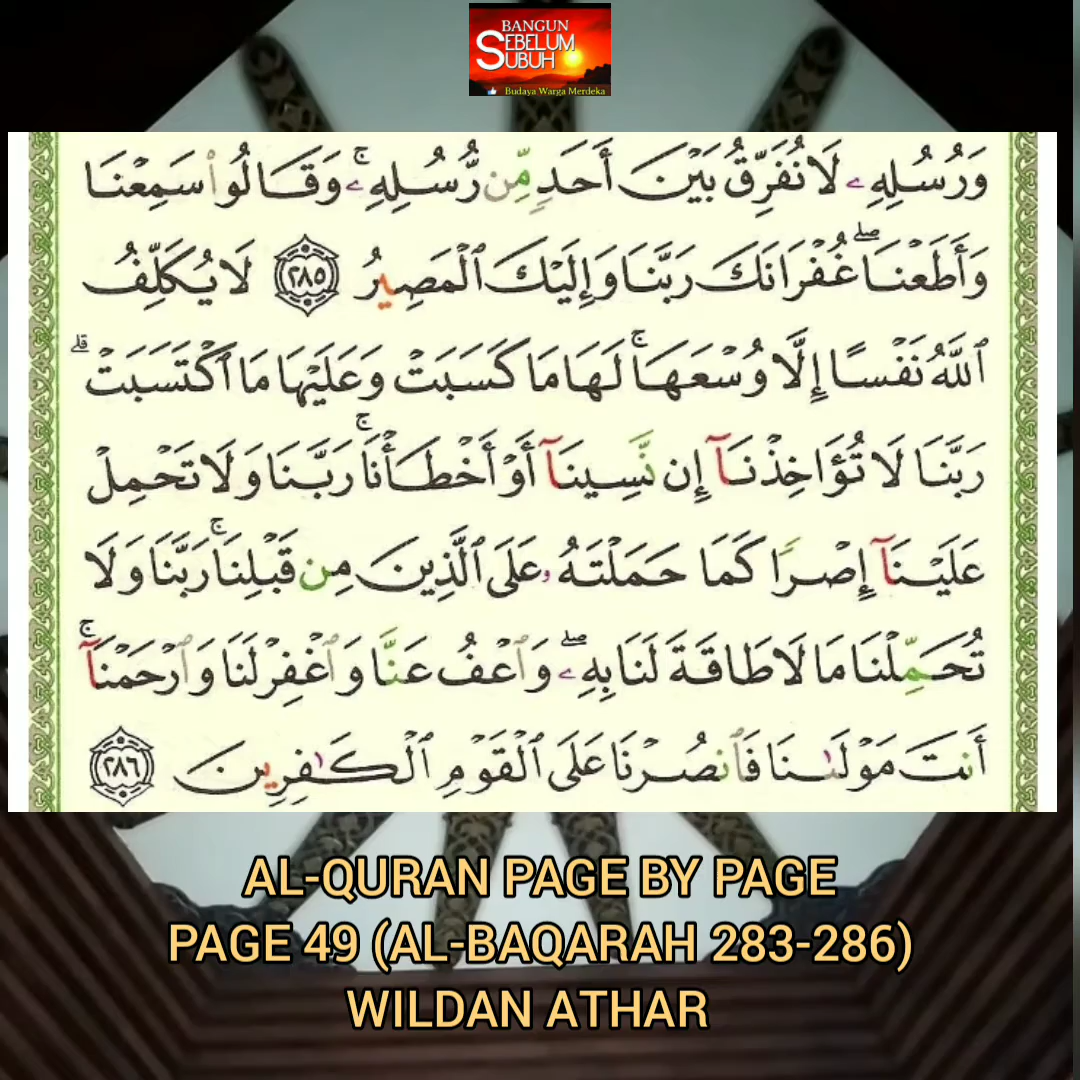 BANGUN
SEBELUM
SUBUH
Budaya Warga Merdeka
وَرُسُلِهِۦ لَا نُفَرِّقُ بَيْنَ أَحَدٍ مِّن رُّسُلِهِۦ ۚ وَقَالُوا۟ سَمِعْنَا
وَأَطَعْنَا ۖ غُفْرَانَكَ رَبَّنَا وَإِلَيْكَ ٱلْمَصِيرُ ٢٨٥ لَا يُكَلِّفُ
ٱللَّهُ نَفْسًا إِلَّا وُسْعَهَا ۚ لَهَا مَا كَسَبَتْ وَعَلَيْهَا مَا ٱكْتَسَبَتْ ۗ
رَبَّنَا لَا تُؤَاخِذْنَآ إِن نَّسِينَآ أَوْ أَخْطَأْنَا ۚ رَبَّنَا وَلَا تَحْمِلْ
عَلَيْنَآ إِصْرًا كَمَا حَمَلْتَهُۥ عَلَى ٱلَّذِينَ مِن قَبْلِنَا ۚ رَبَّنَا وَلَا
تُحَمِّلْنَا مَا لَا طَاقَةَ لَنَا بِهِۦ ۖ وَٱعْفُ عَنَّا وَٱغْفِرْ لَنَا وَٱرْحَمْنَآ ۚ
أَنتَ مَوْلَىٰنَا فَٱنصُرْنَا عَلَى ٱلْقَوْمِ ٱلْكَـٰفِرِينَ ٢٨٦
AL-QURAN PAGE BY PAGE
PAGE 49 (AL-BAQARAH 283-286)
WILDAN ATHAR